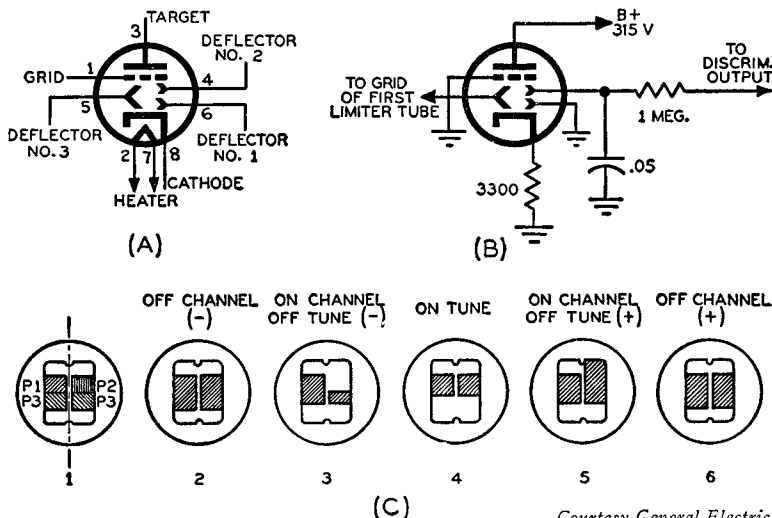 3
TARGET
DEFLECTOR
NO. 2
GRID
1
4
5
6
DEFLECTOR
NO. 3
DEFLECTOR
NO. 1
2
7
8
CATHODE
HEATER
(A)
B+
315 V
TO
DISCRIM.
OUTPUT
TO GRID
OF FIRST
LIMITER TUBE
1 MEG.
.05
3300
(B)
OFF CHANNEL
(-)
ON CHANNEL
OFF TUNE (-)
ON TUNE
ON CHANNEL
OFF TUNE (+)
OFF CHANNEL
(+)
P1
P2
P3
P3
1
2
3
4
5
6
(C)
Courtesy General Electric